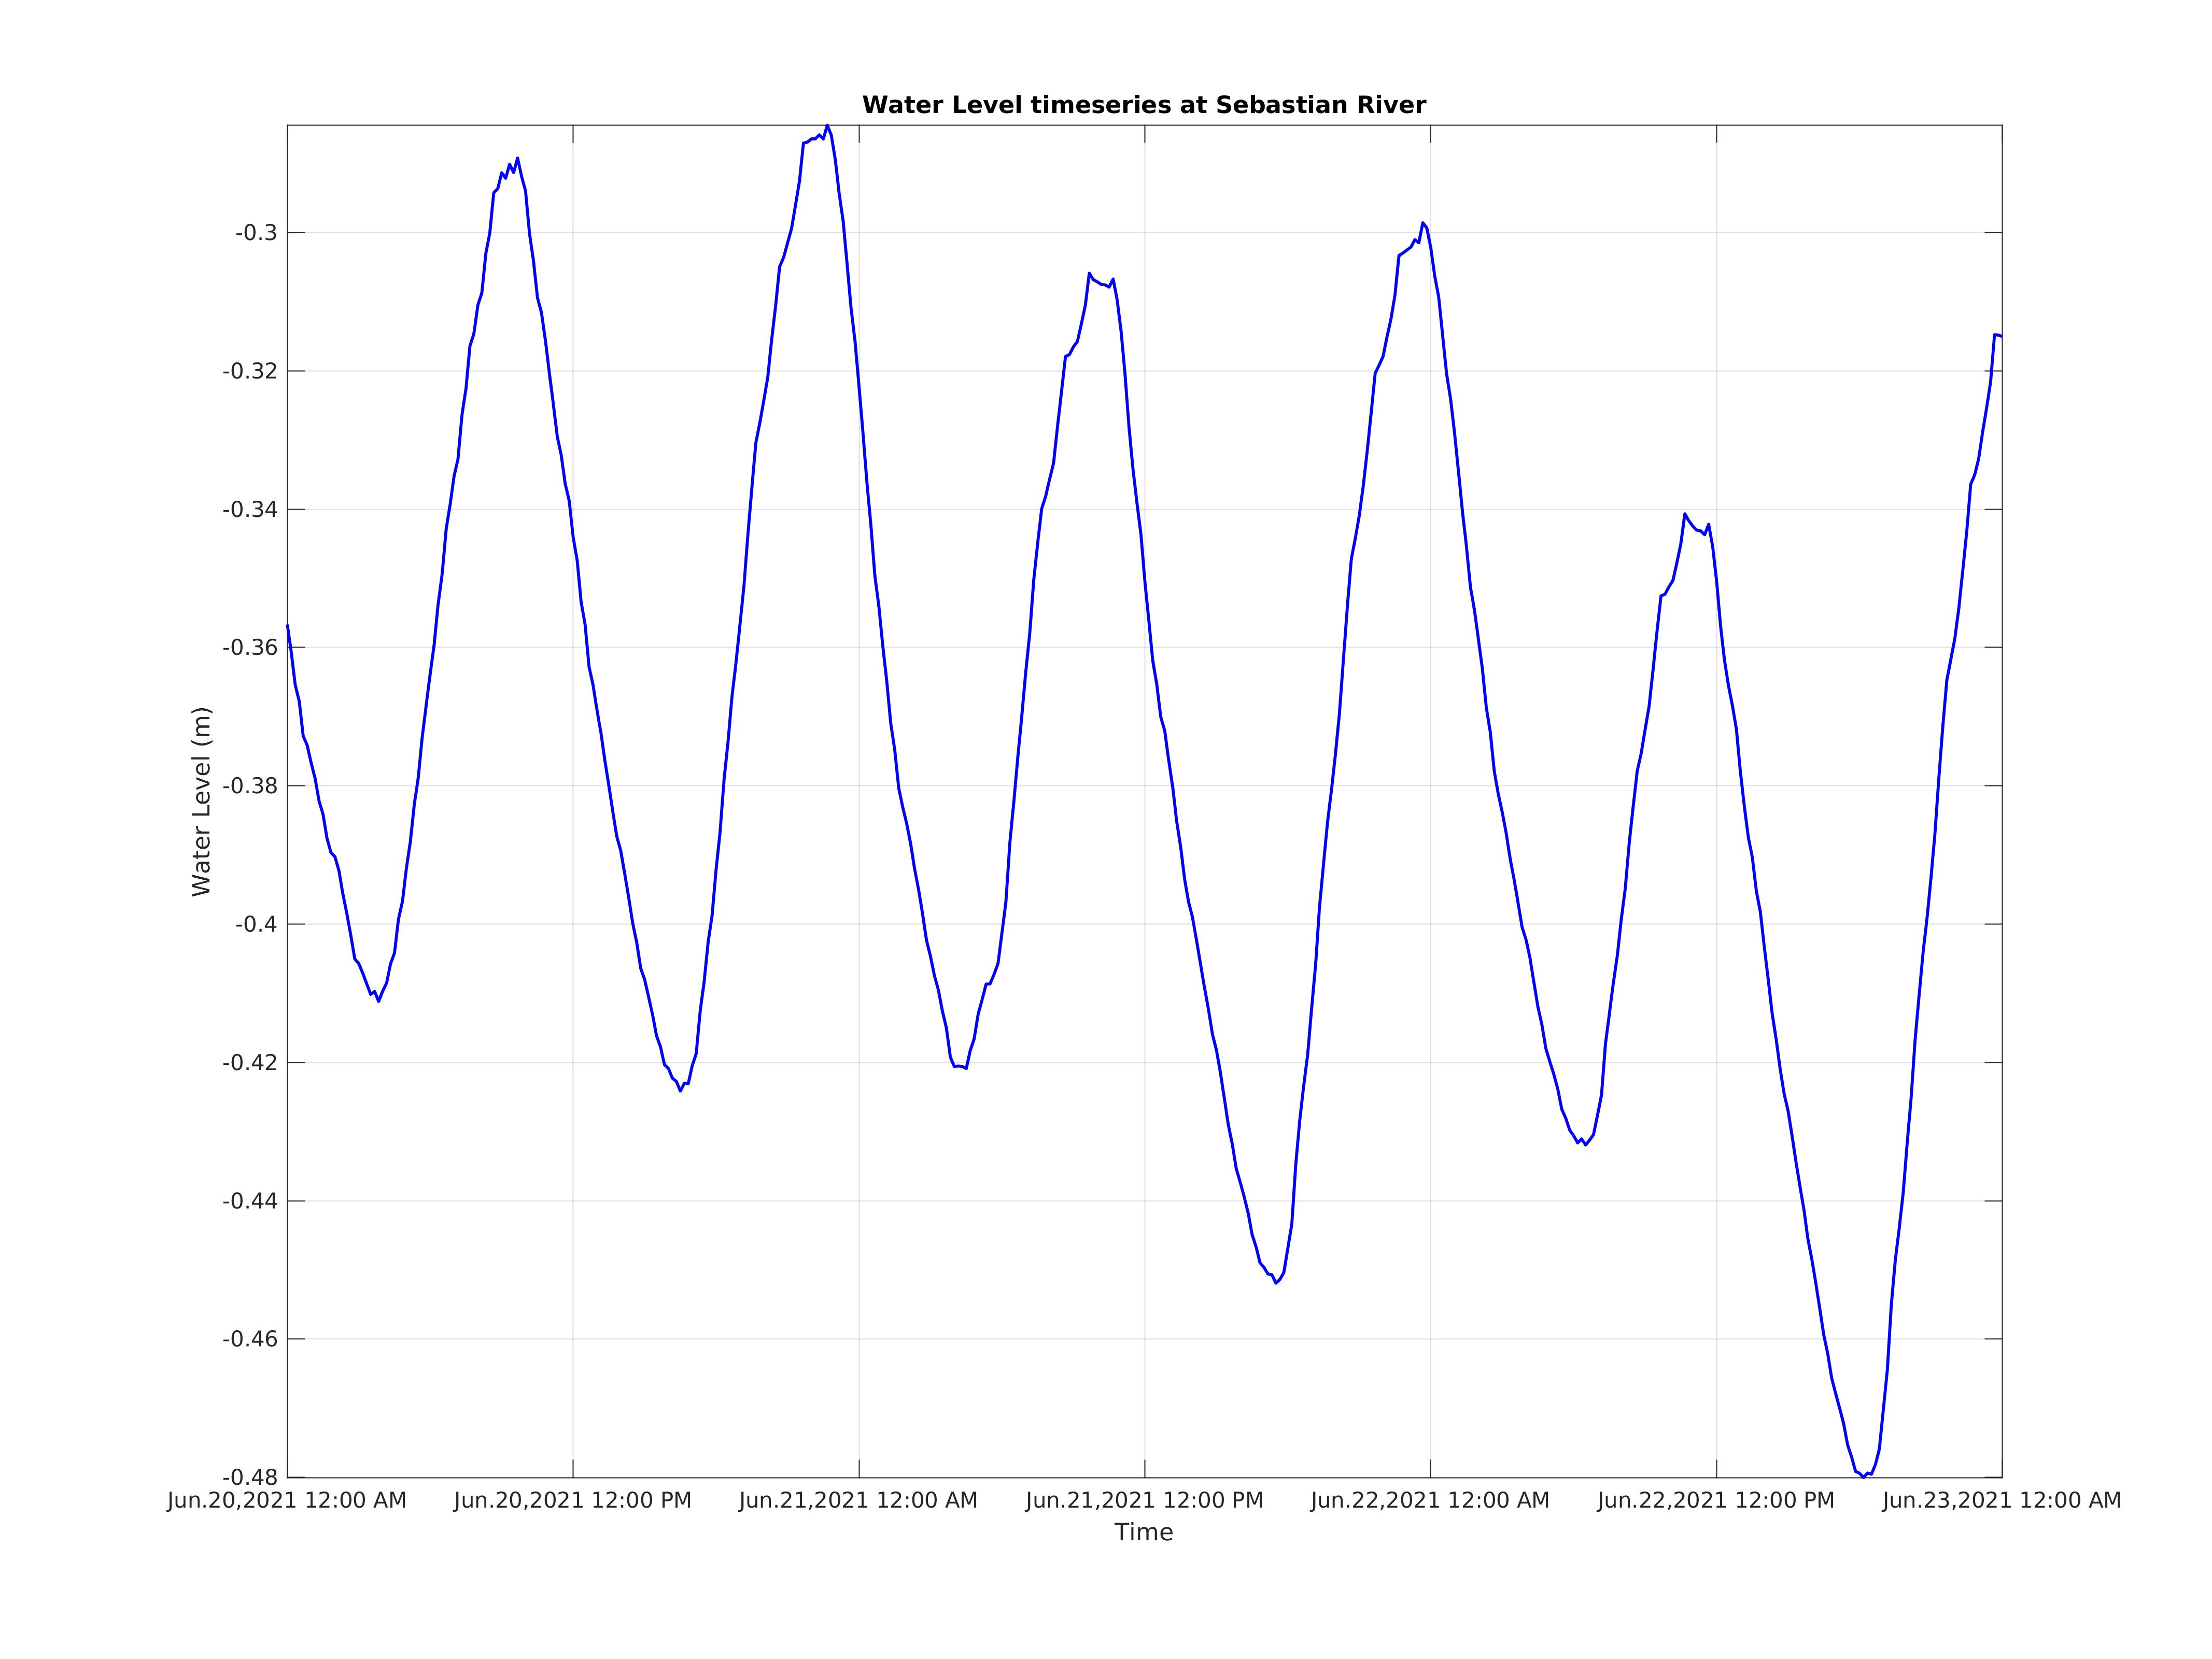 Water Level timeseries at Sebastian River
-0.3
-0.32
-0.34
-0.36
-0.38
-0.4
-0.42
-0.44
-0.46
-0.48
Water Level (m)
Jun.20,2021 12:00 AM
Jun.20,2021 12:00 PM
Jun.21,2021 12:00 AM
Jun.21,2021 12:00 PM
Jun.22,2021 12:00 AM
Jun.22,2021 12:00 PM
Jun.23,2021 12:00 AM
Time